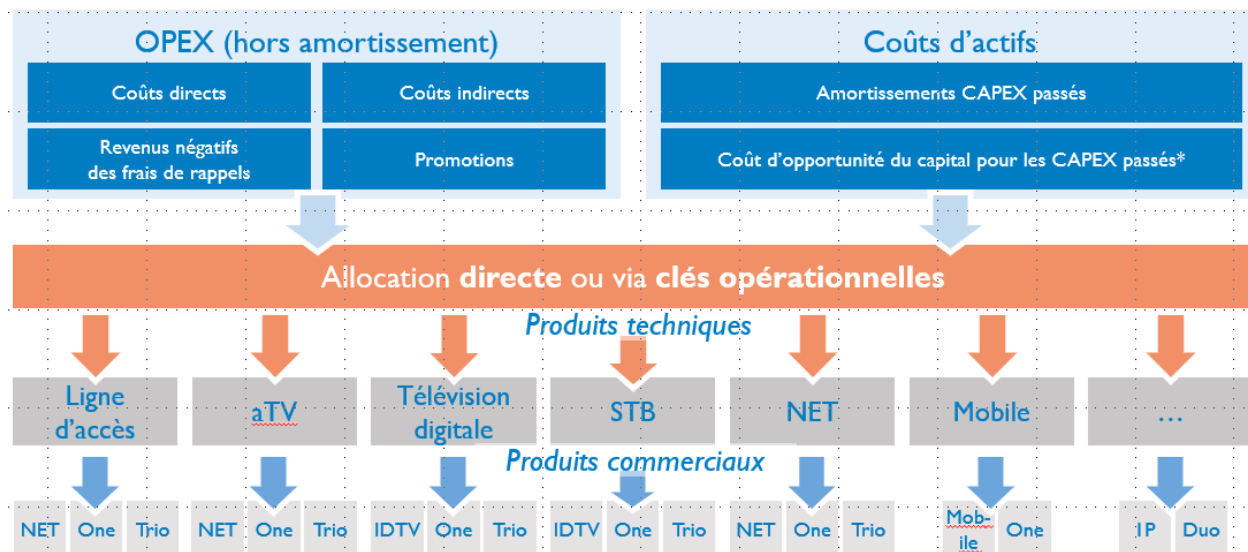 OPEX (hors amortissement)
Coûts d'actifs
Coûts directs
Coûts indirects
Amortissements CAPEX passés
Revenus négatifs
des frais de rappels
Promotions
Coût d'opportunité du capital pour les CAPEX passés*
Allocation directe ou via clés opérationnelles
Produits techniques
Ligne
d'accès
aTV
Télévision
digitale
STB
NET
Mobile
...
Produits commerciaux
NET One Trio
NET One Trio
IDTV One Trio
IDTV One Trio
NET One Trio
Mob-
ile
One
IP Duo